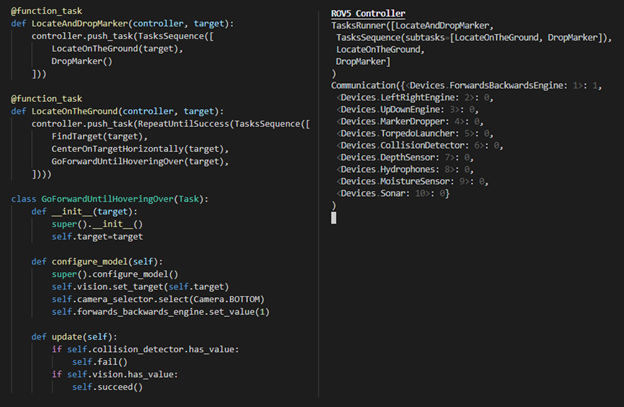 @function_task
def LocateAndDropMarker(controller, target):
    controller.push_task(TasksSequence([
        LocateOnTheGround(target),
        DropMarker()
    ]))
@function_task
def LocateOnTheGround(controller, target):
    controller.push_task(RepeatUntilSuccess(TasksSequence([
        FindTarget(target),
        CenterOnTargetHorizontally(target),
        GoForwardUntilHoveringOver(target),
    ])))
class GoForwardUntilHoveringOver(Task):
    def __init__(target):
        super().__init__()
        self.target=target
    def configure_model(self):
        super().configure_model()
        self.vision.set_target(self.target)
        self.camera_selector.select(Camera.BOTTOM)
        self.forwards_backwards_engine.set_value(1)
    def update(self):
        if self.collision_detector.has_value:
            self.fail()
        if self.vision.has_value:
            self.succeed()
ROV5 Controller
TasksRunner([LocateAndDropMarker,
 TasksSequence(subtasks=[LocateOnTheGround, DropMarker]),
 LocateOnTheGround,
 DropMarker]
)
Communication({<Devices.ForwardsBackwardsEngine: 1>: 1,
 <Devices.LeftRightEngine: 2>: 0,
 <Devices.UpDownEngine: 3>: 0,
 <Devices.MarkerDropper: 4>: 0,
 <Devices.TorpedoLauncher: 5>: 0,
 <Devices.CollisionDetector: 6>: 0,
 <Devices.DepthSensor: 7>: 0,
 <Devices.Hydrophones: 8>: 0,
 <Devices.MoistureSensor: 9>: 0,
 <Devices.Sonar: 10>: 0}
)